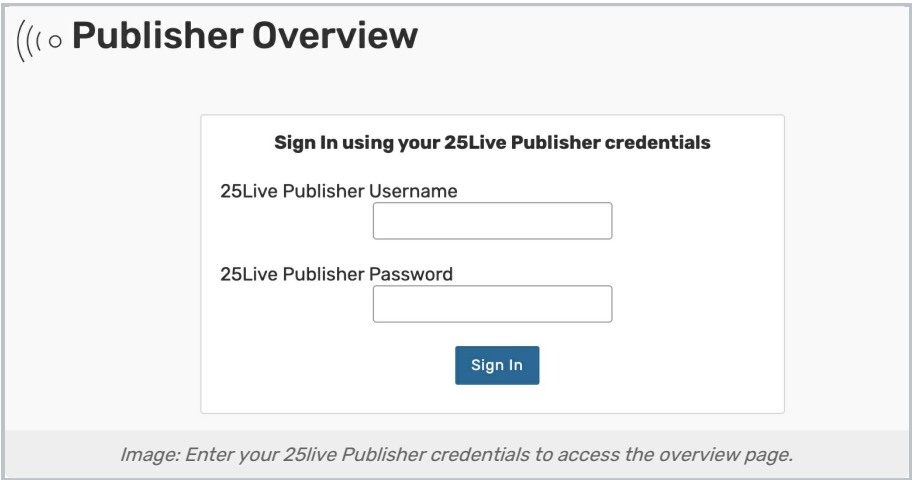 Publisher Overview
Sign In using your 25Live Publisher credentials
25Live Publisher Username
25Live Publisher Password
Sign In
Image: Enter your 25live Publisher credentials to access the overview page.